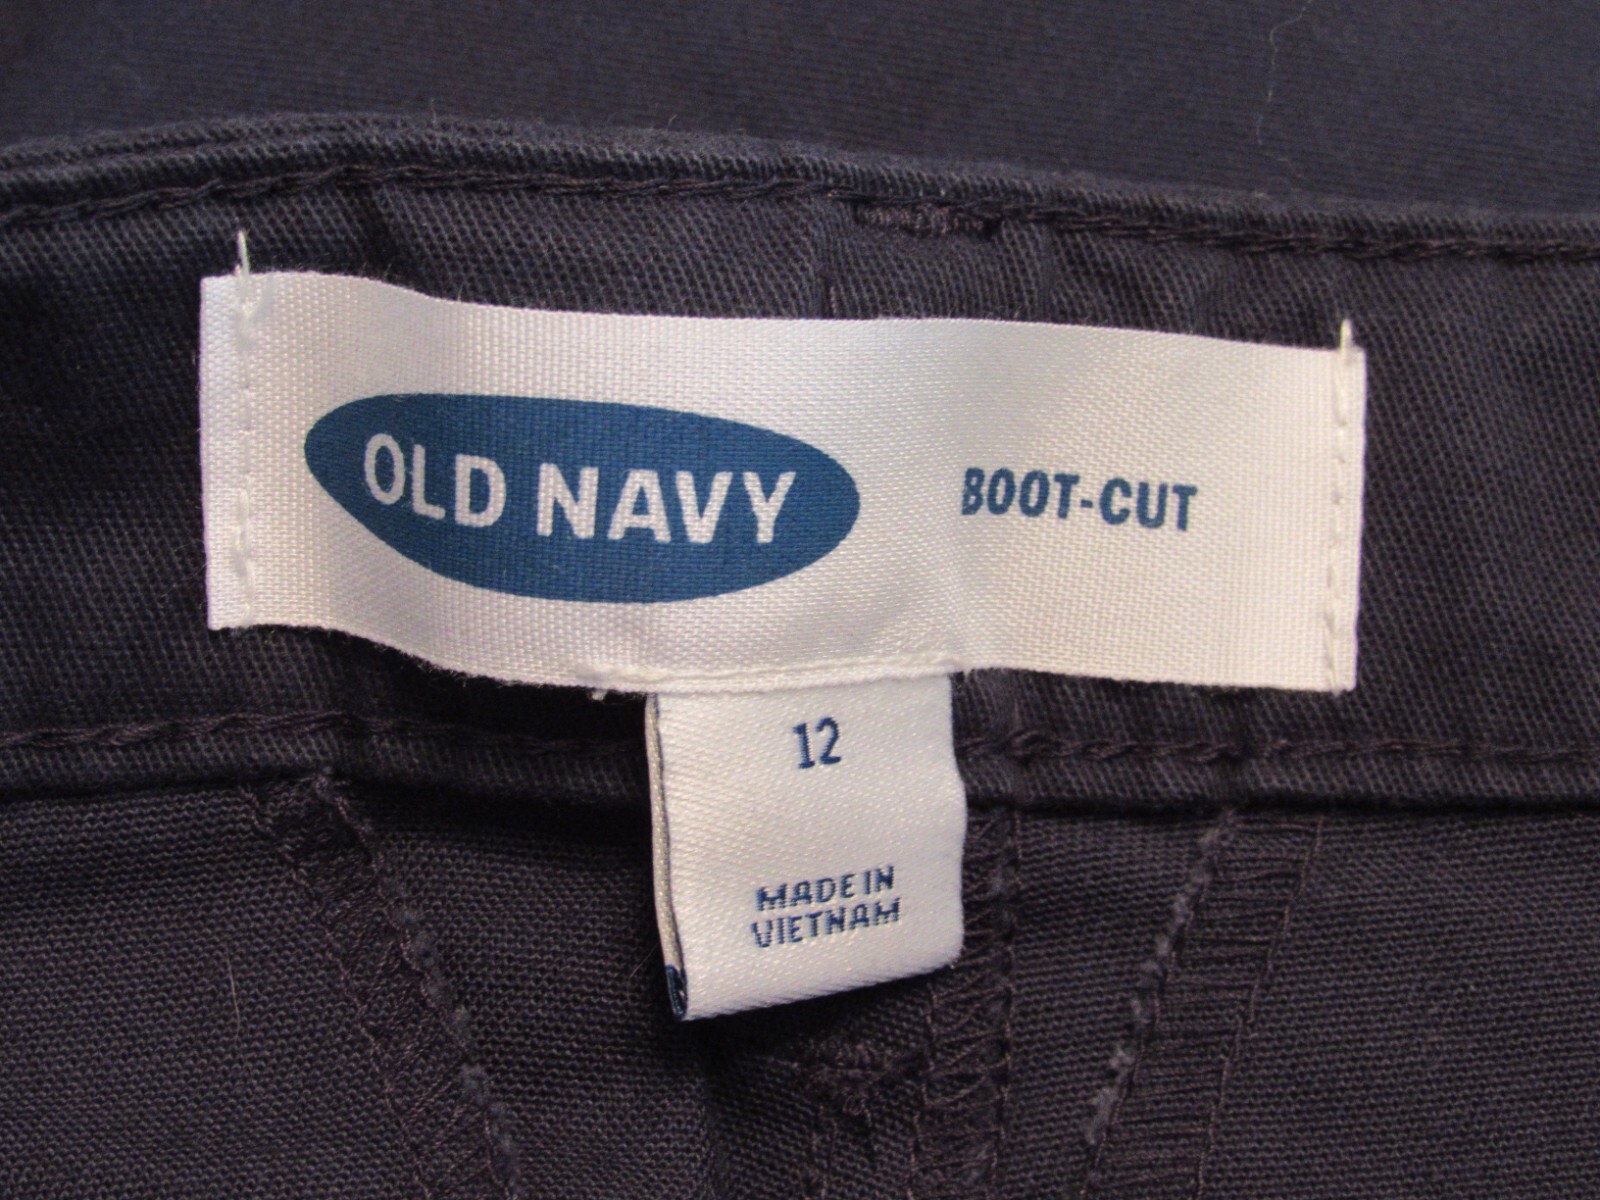 OLD NAVY
BOOT-CUT
12
MADE IN
VIETNAM